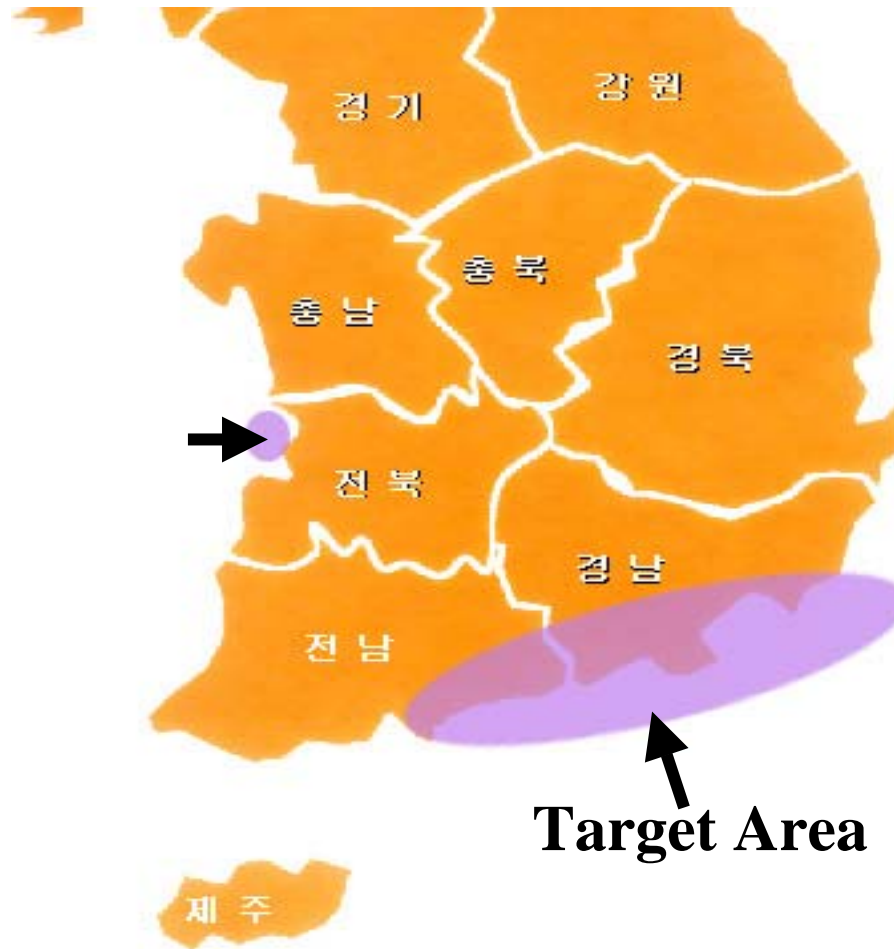 강 원
경 기
충 북
충 남
경 북
전 북
경 남
전 남
Target Area
제 주